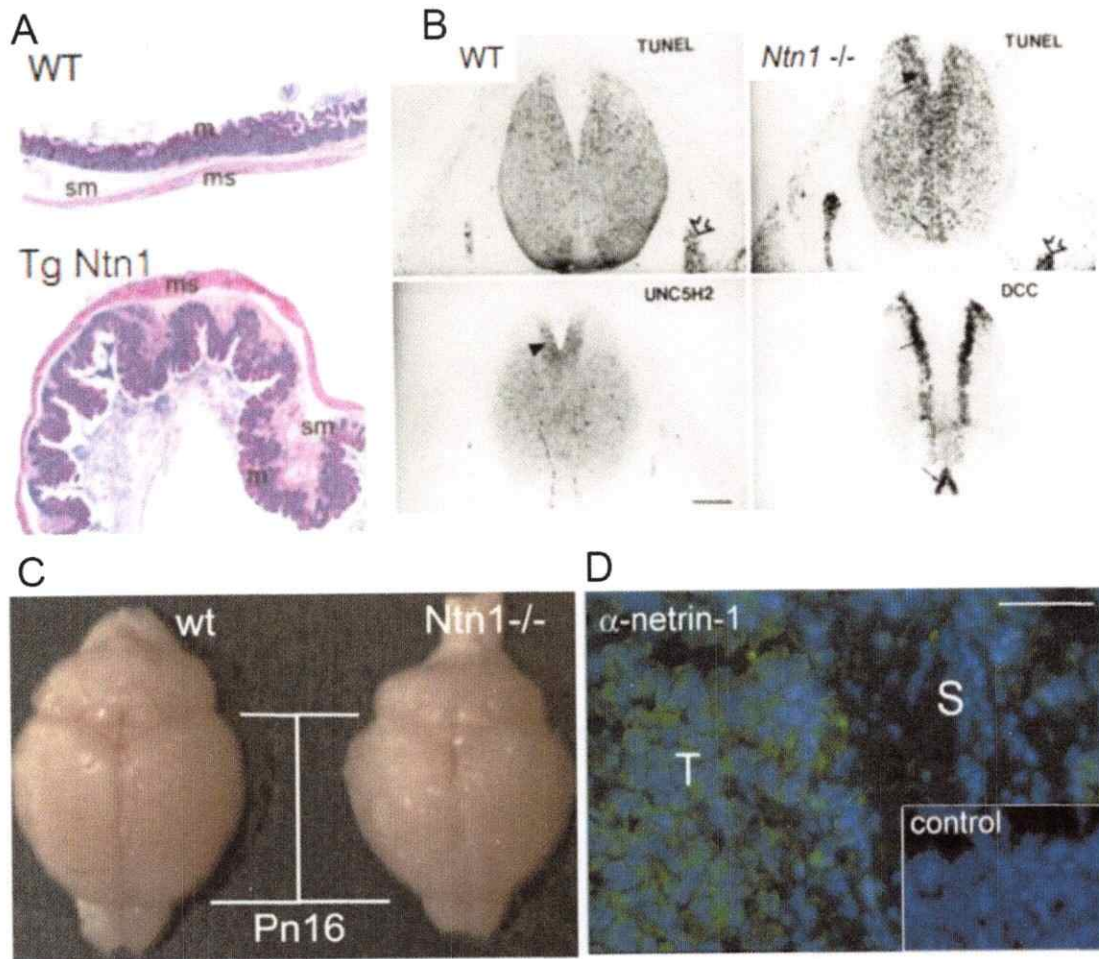 A
WT
m
sm
ms
Tg Ntn1
ms
sm
m
B
WT
TUNEL
Ntn1 -/-
TUNEL
UNC5H2
DCC
C
wt
Ntn1-/-
Pn16
D
α-netrin-1
S
T
control